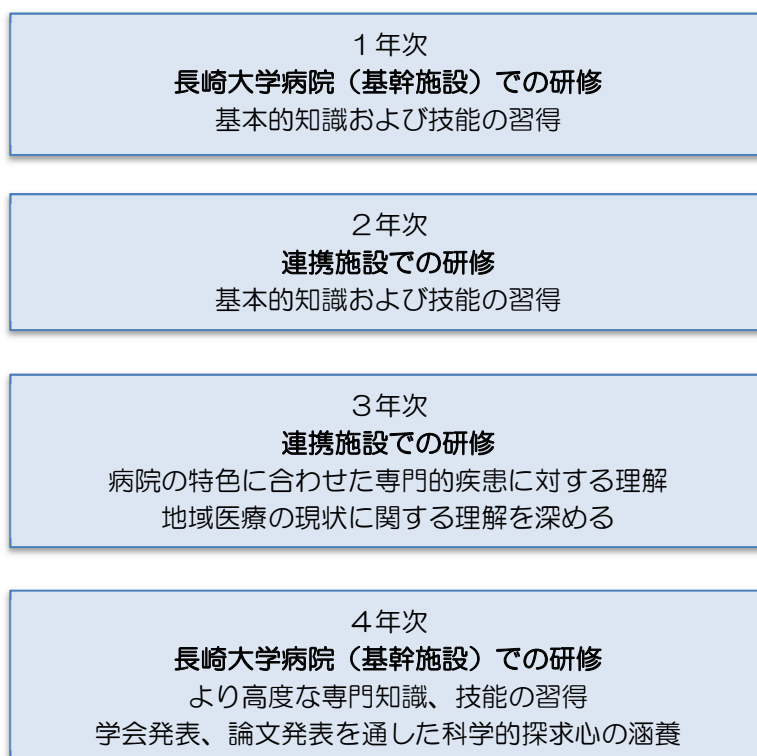 １年次
長崎大学病院（基幹施設）での研修
基本的知識および技能の習得
２年次
連携施設での研修
基本的知識および技能の習得
３年次
連携施設での研修
病院の特色に合わせた専門的疾患に対する理解
地域医療の現状に関する理解を深める
４年次
長崎大学病院（基幹施設）での研修
より高度な専門知識、技能の習得
学会発表、論文発表を通した科学的探求心の涵養